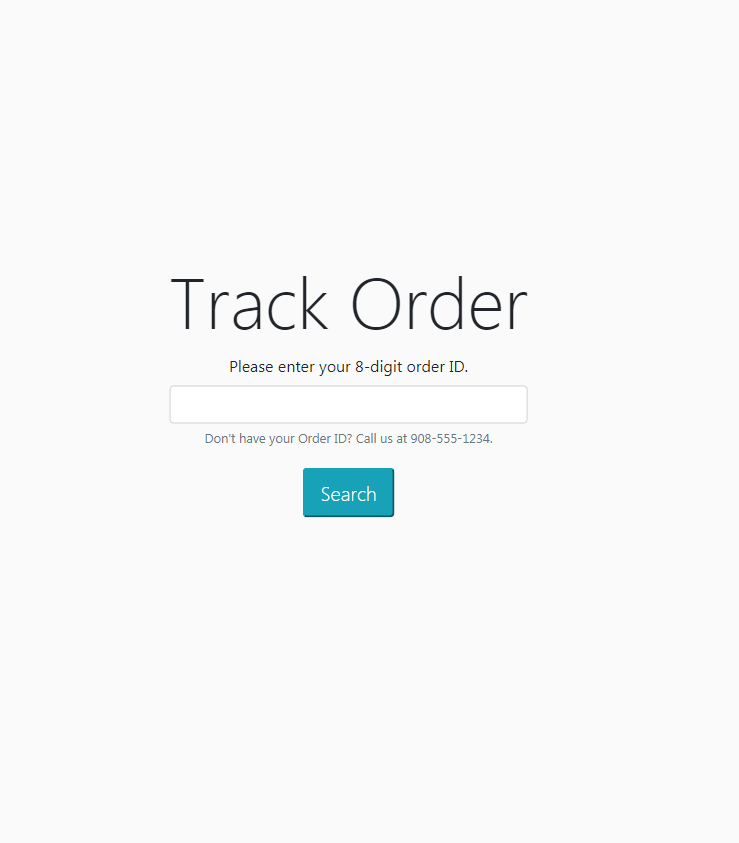 Track Order
Please enter your 8-digit order ID.
Don't have your Order ID? Call us at 908-555-1234.
Search